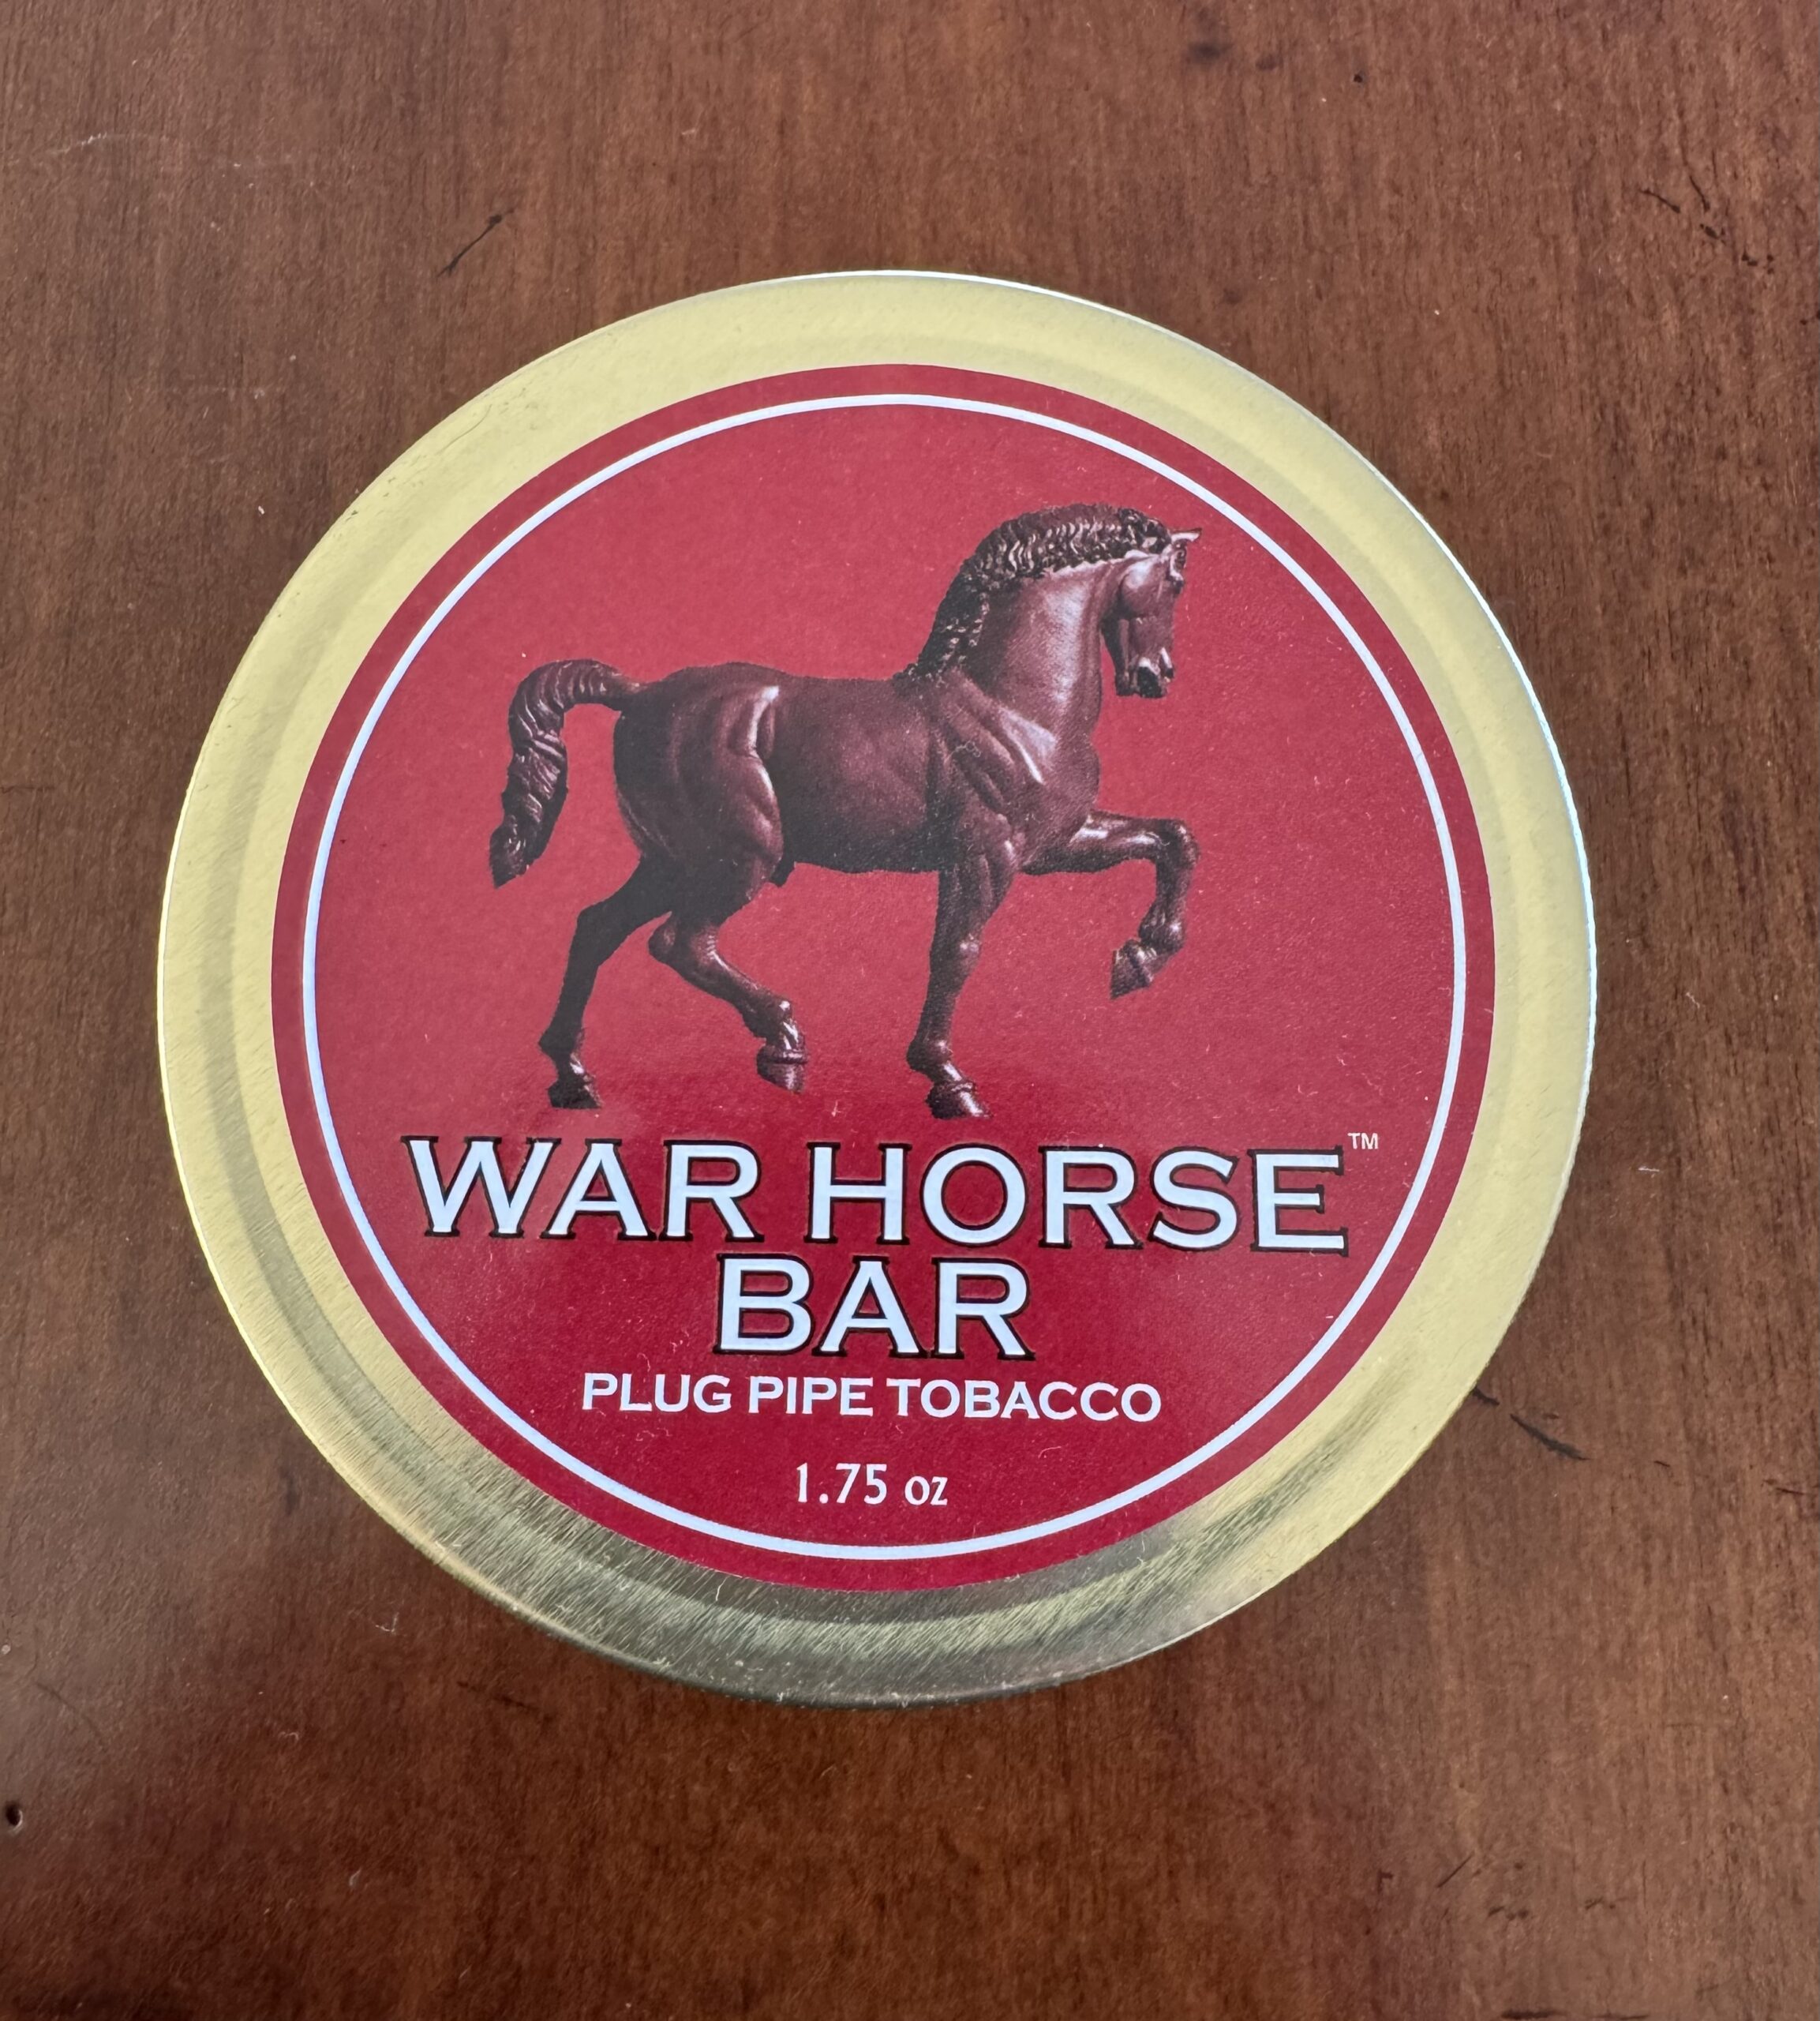 WAR HORSE™
BAR
PLUG PIPE TOBACCO
1.75 oz